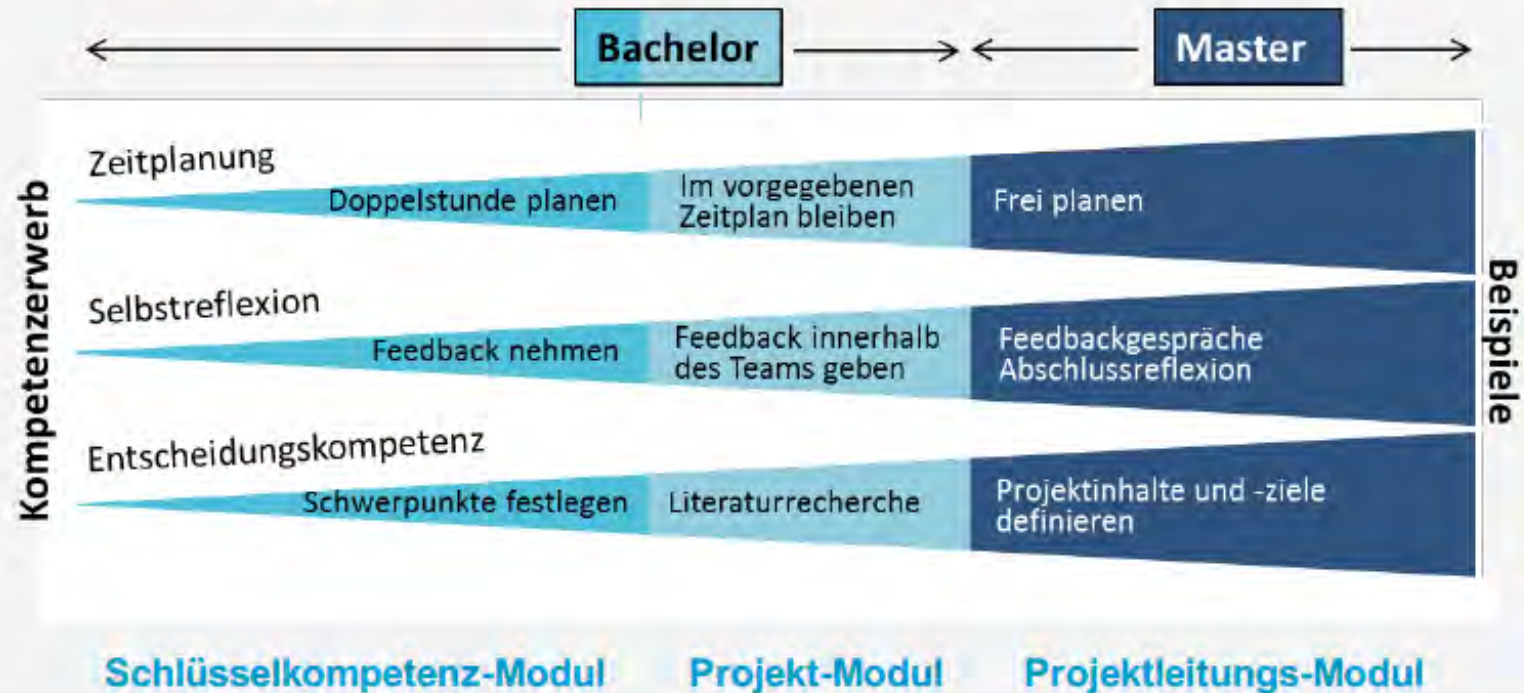 Bachelor
Master
Kompetenzerwerb
Zeitplanung
Doppelstunde planen
Im vorgegebenen
Zeitplan bleiben
Frei planen
Selbstreflexion
Feedback nehmen
Feedback innerhalb
des Teams geben
Feedbackgespräche
Abschlussreflexion
Entscheidungskompetenz
Schwerpunkte festlegen
Literaturrecherche
Projektinhalte und -ziele
definieren
Beispiele
Schlüsselkompetenz-Modul
Projekt-Modul
Projektleitungs-Modul